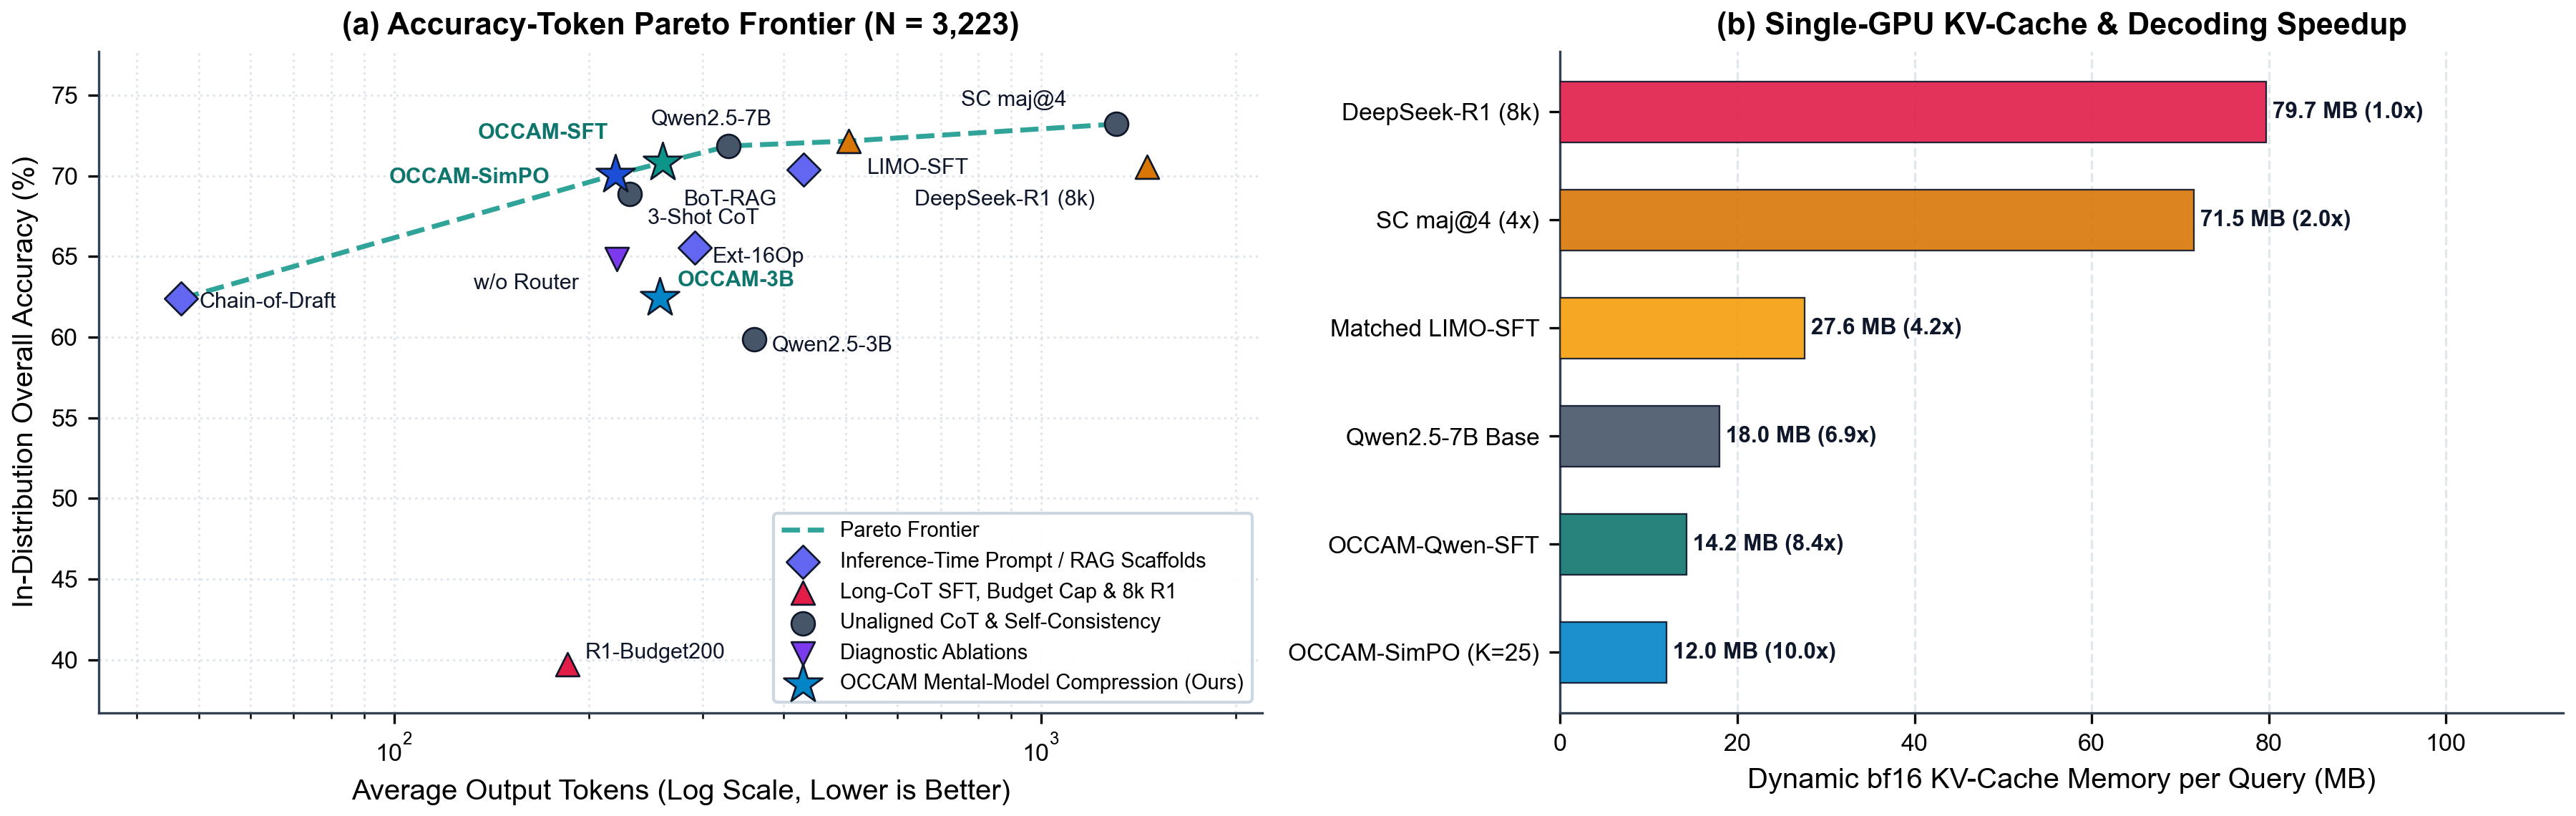 (a) Accuracy-Token Pareto Frontier (N = 3,223)
In-Distribution Overall Accuracy (%)
75
70
65
60
55
50
45
40
SC maj@4
Qwen2.5-7B
OCCAM-SFT
OCCAM-SimPO
LIMO-SFT
BoT-RAG
DeepSeek-R1 (8k)
3-Shot CoT
Ext-16Op
w/o Router
OCCAM-3B
Chain-of-Draft
Qwen2.5-3B
R1-Budget200
Pareto Frontier
Inference-Time Prompt / RAG Scaffolds
Long-CoT SFT, Budget Cap & 8k R1
Unaligned CoT & Self-Consistency
Diagnostic Ablations
OCCAM Mental-Model Compression (Ours)
10² 10³
Average Output Tokens (Log Scale, Lower is Better)
(b) Single-GPU KV-Cache & Decoding Speedup
DeepSeek-R1 (8k) 79.7 MB (1.0x)
SC maj@4 (4x) 71.5 MB (2.0x)
Matched LIMO-SFT 27.6 MB (4.2x)
Qwen2.5-7B Base 18.0 MB (6.9x)
OCCAM-Qwen-SFT 14.2 MB (8.4x)
OCCAM-SimPO (K=25) 12.0 MB (10.0x)
0 20 40 60 80 100
Dynamic bf16 KV-Cache Memory per Query (MB)